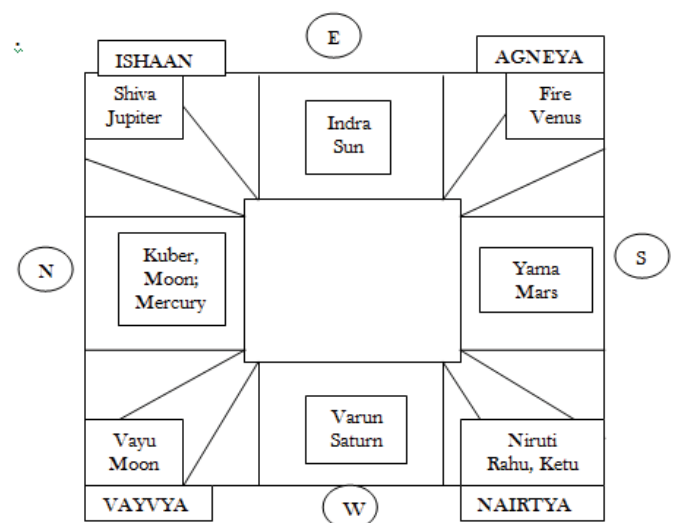 E
ISHAAN
AGNEYA
Shiva
Jupiter
Indra
Sun
Fire
Venus
N
Kuber,
Moon;
Mercury
Yama
Mars
S
Vayu
Moon
Varun
Saturn
Niruti
Rahu, Ketu
VAYVYA
W
NAIRTYA